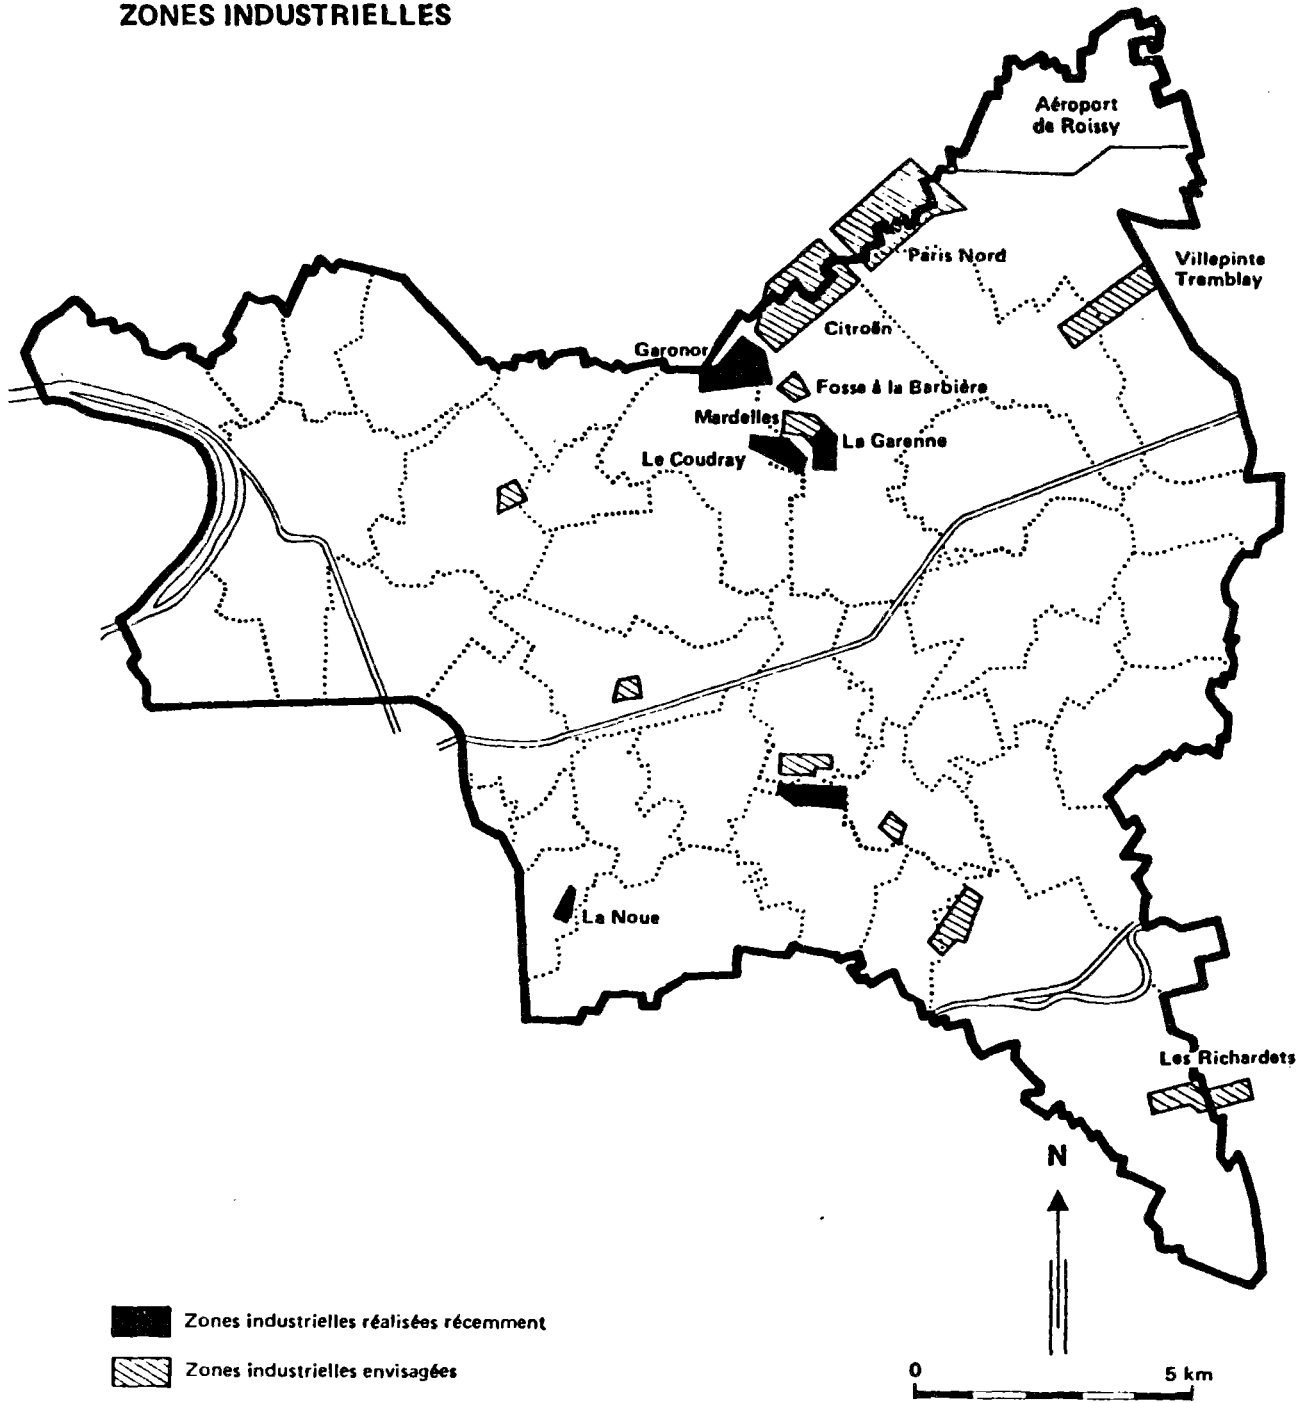 ZONES INDUSTRIELLES
Aéroport
de Roissy
Paris Nord
Villepinte
Tremblay
Citroën
Garonor
Fosse à la Barbière
Mardelles
La Garenne
Le Coudray
La Noue
Les Richardets
N
Zones industrielles réalisées récemment
Zones industrielles envisagées
0 5 km